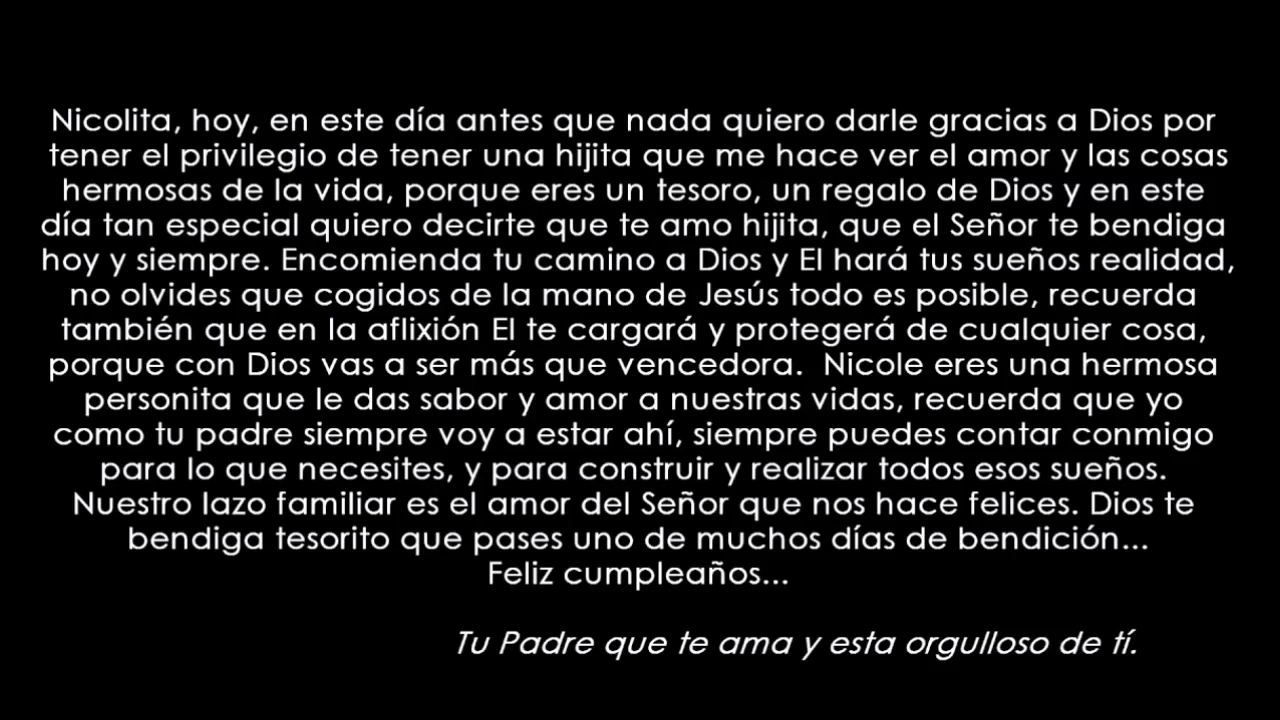 Nicolita, hoy, en este día antes que nada quiero darle gracias a Dios por
tener el privilegio de tener una hijita que me hace ver el amor y las cosas
hermosas de la vida, porque eres un tesoro, un regalo de Dios y en este
día tan especial quiero decirte que te amo hijita, que el Señor te bendiga
hoy y siempre. Encomienda tu camino a Dios y El hará tus sueños realidad,
no olvides que cogidos de la mano de Jesús todo es posible, recuerda
también que en la aflixión El te cargará y protegerá de cualquier cosa,
porque con Dios vas a ser más que vencedora.  Nicole eres una hermosa
personita que le das sabor y amor a nuestras vidas, recuerda que yo
como tu padre siempre voy a estar ahí, siempre puedes contar conmigo
para lo que necesites, y para construir y realizar todos esos sueños.
Nuestro lazo familiar es el amor del Señor que nos hace felices. Dios te
bendiga tesorito que pases uno de muchos días de bendición...
Feliz cumpleaños...
Tu Padre que te ama y esta orgulloso de tí.